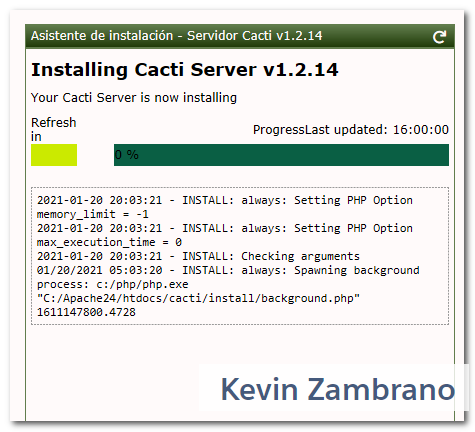 Asistente de instalación - Servidor Cacti v1.2.14
Installing Cacti Server v1.2.14
Your Cacti Server is now installing
Refresh
in
ProgressLast updated: 16:00:00
0 %
2021-01-20 20:03:21 - INSTALL: always: Setting PHP Option
memory_limit = -1
2021-01-20 20:03:21 - INSTALL: always: Setting PHP Option
max_execution_time = 0
2021-01-20 20:03:21 - INSTALL: Checking arguments
01/20/2021 05:03:20 - INSTALL: always: Spawning background
process: c:/php/php.exe
"C:/Apache24/htdocs/cacti/install/background.php"
1611147800.4728
Kevin Zambrano